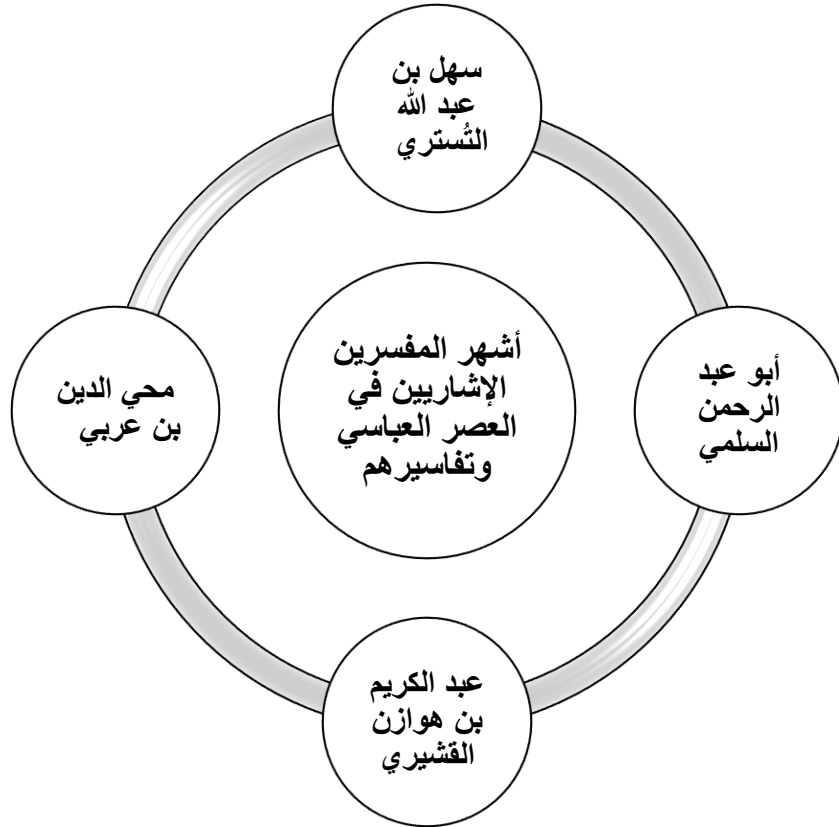 سهل بن
عبد الله
التُستري
أشهر المفسرين
الإشاريين في
العصر العباسي
وتفاسيرهم
أبو عبد
الرحمن
السلمي
محي الدين
بن عربي
عبد الكريم
بن هوازن
القشيري